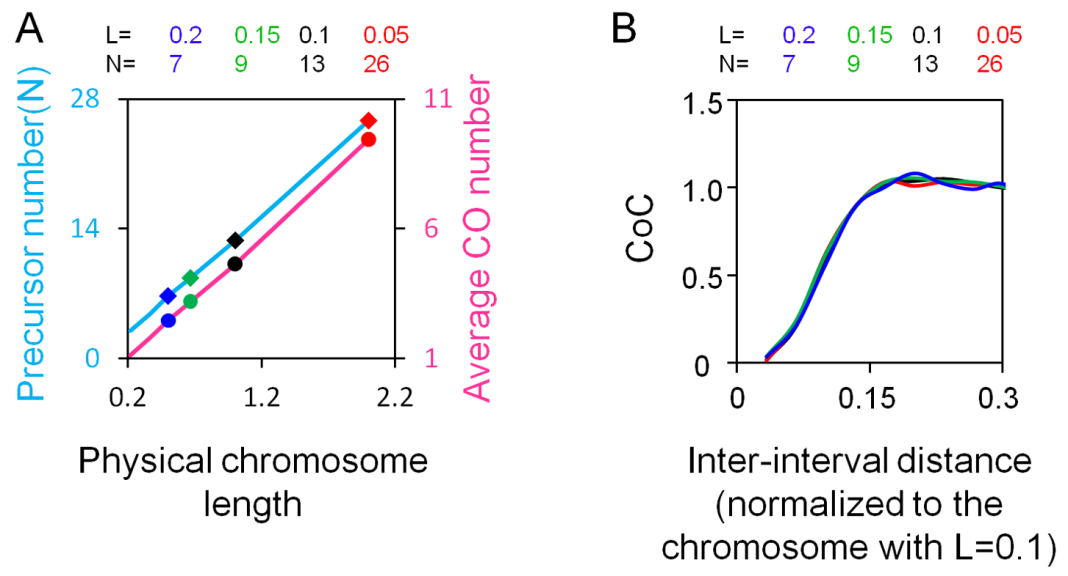 A
L= 0.2 0.15 0.1 0.05
N= 7 9 13 26
Precursor number(N)
28
14
0
11
6
1
Average CO number
0.2 1.2 2.2
Physical chromosome
length
B
L= 0.2 0.15 0.1 0.05
N= 7 9 13 26
CoC
1.5
1.0
0.5
0
0 0.15 0.3
Inter-interval distance
(normalized to the
chromosome with L=0.1)